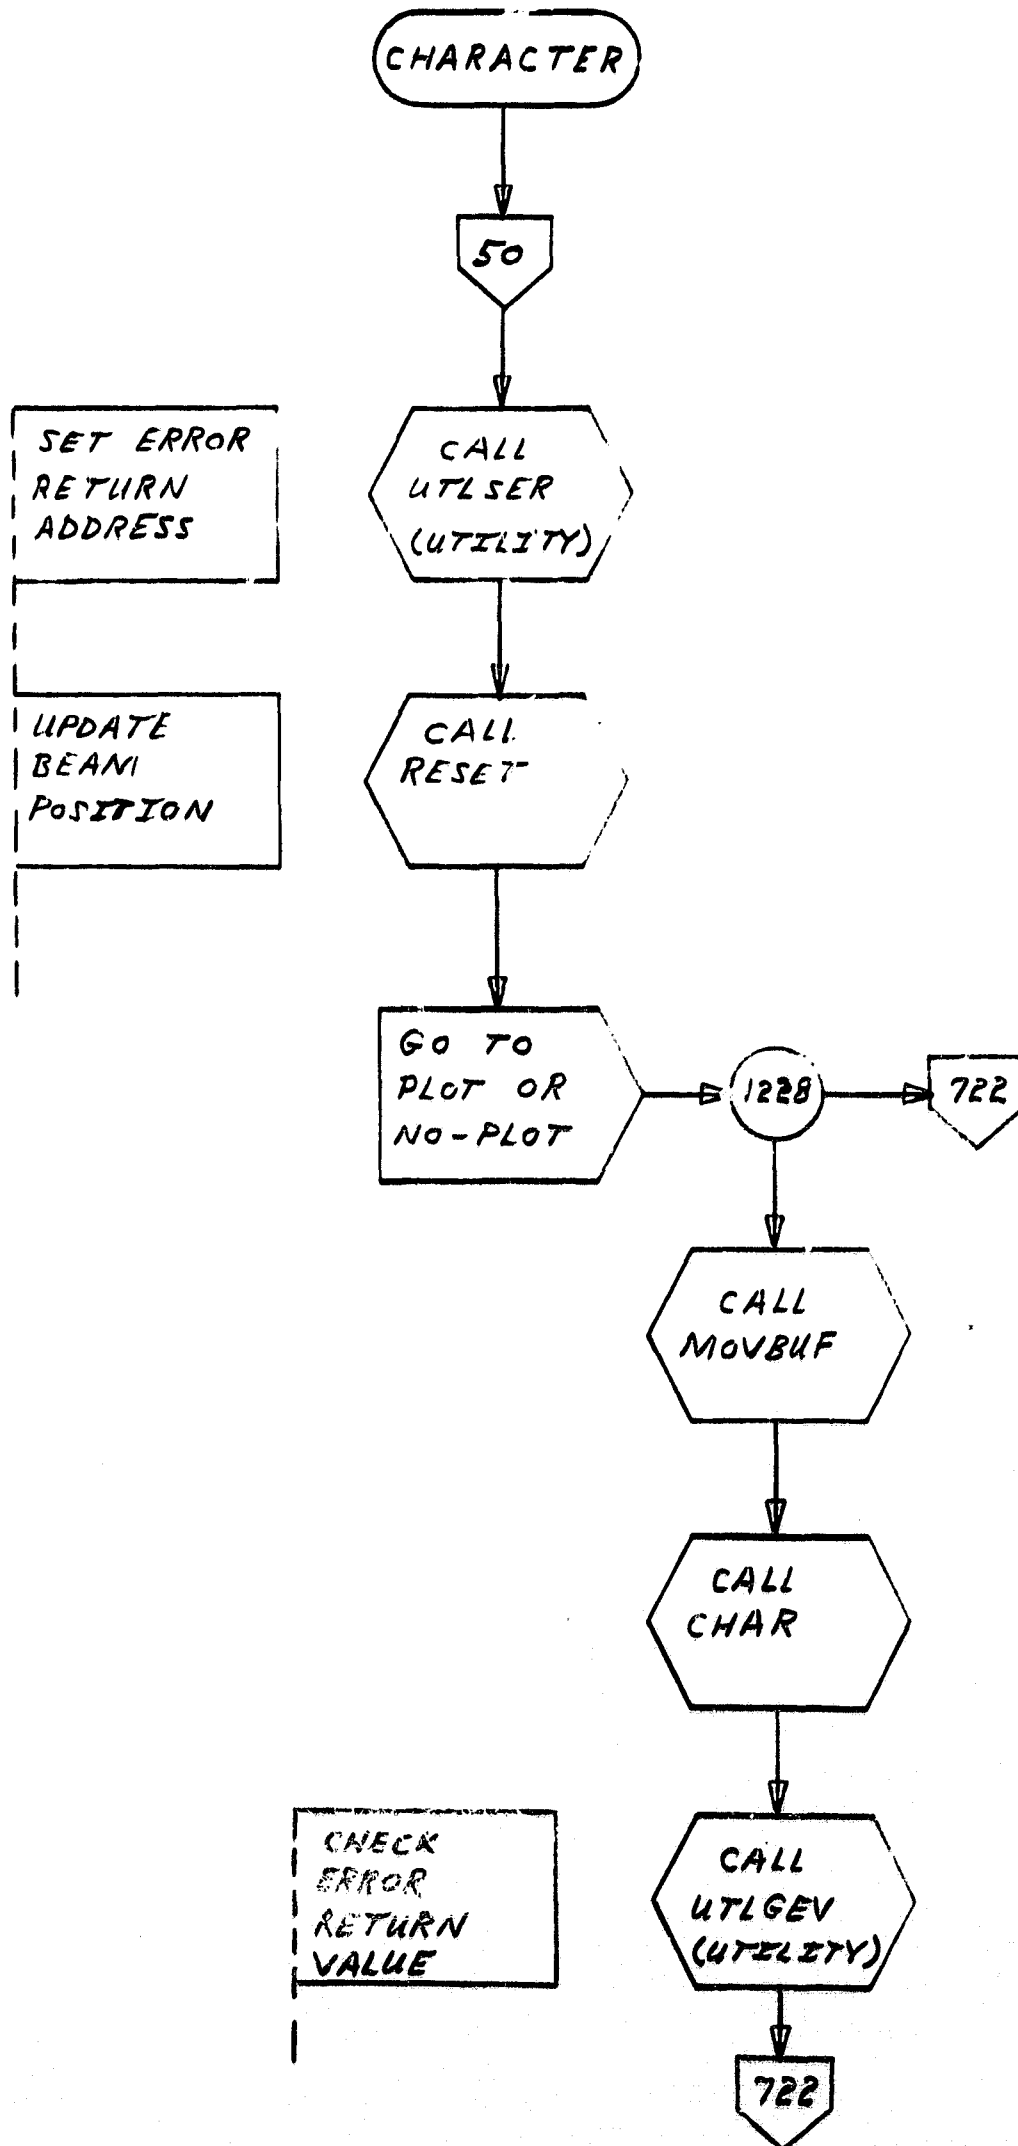 CHARACTER
50
SET ERROR
RETURN
ADDRESS
CALL
UTLSER
(UTILITY)
UPDATE
BEAM
POSITION
CALL
RESET
GO TO
PLOT OR
NO-PLOT
1228
722
CALL
MOVBUF
CALL
CHAR
CHECK
ERROR
RETURN
VALUE
CALL
UTLGEV
(UTILITY)
722